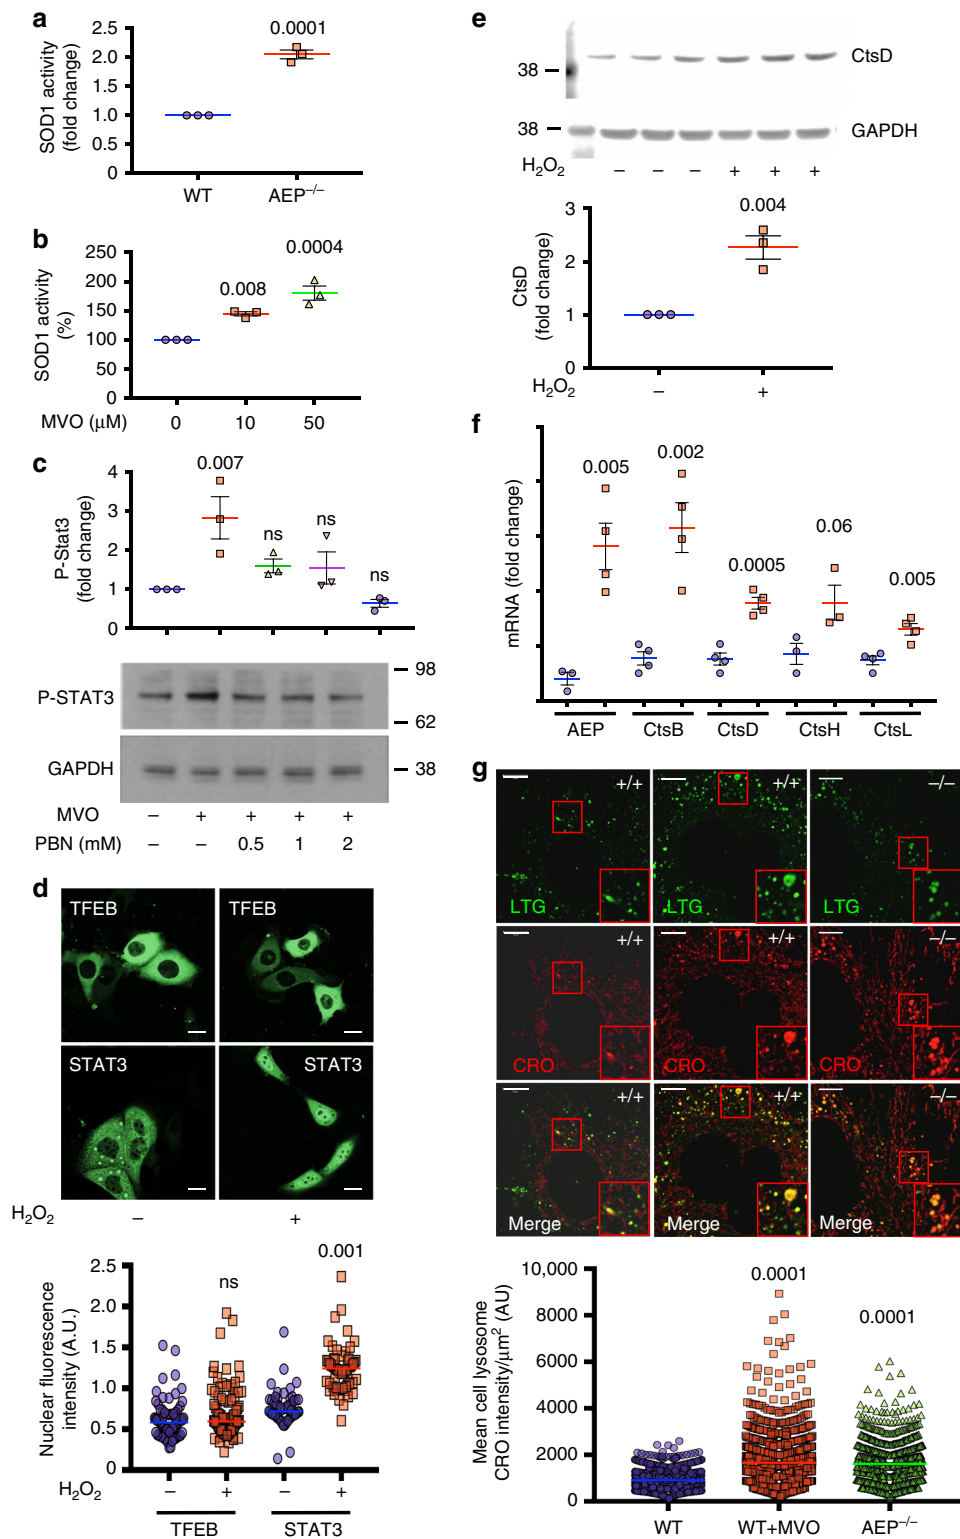 a
SOD1 activity
(fold change)
2.5
2.0
1.5
1.0
0.5
0
0.0001
WT
AEP−/−
b
SOD1 activity
(%)
250
200
150
100
50
0
0.008
0.0004
MVO (μM)
0
10
50
c
P-Stat3
(fold change)
4
3
2
1
0
0.007
ns
ns
ns
P-STAT3
98
62
GAPDH
38
MVO
−
+
+
+
+
PBN (mM)
−
−
0.5
1
2
d
TFEB
TFEB
STAT3
STAT3
H2O2
−
+
Nuclear fluorescence
intensity (A.U.)
2.5
2.0
1.5
1.0
0.5
0
ns
0.001
H2O2
−
+
−
+
TFEB
STAT3
e
38
CtsD
38
GAPDH
H2O2
−
−
−
+
+
+
CtsD
(fold change)
3
2
1
0
0.004
H2O2
−
+
f
mRNA (fold change)
0.005
0.002
0.0005
0.06
0.005
AEP
CtsB
CtsD
CtsH
CtsL
g
+/+
+/+
−/−
LTG
LTG
LTG
+/+
+/+
−/−
CRO
CRO
CRO
+/+
+/+
−/−
Merge
Merge
Merge
Mean cell lysosome
CRO intensity/μm2 (AU)
10,000
8000
6000
4000
2000
0
0.0001
0.0001
WT
WT+MVO
AEP−/−